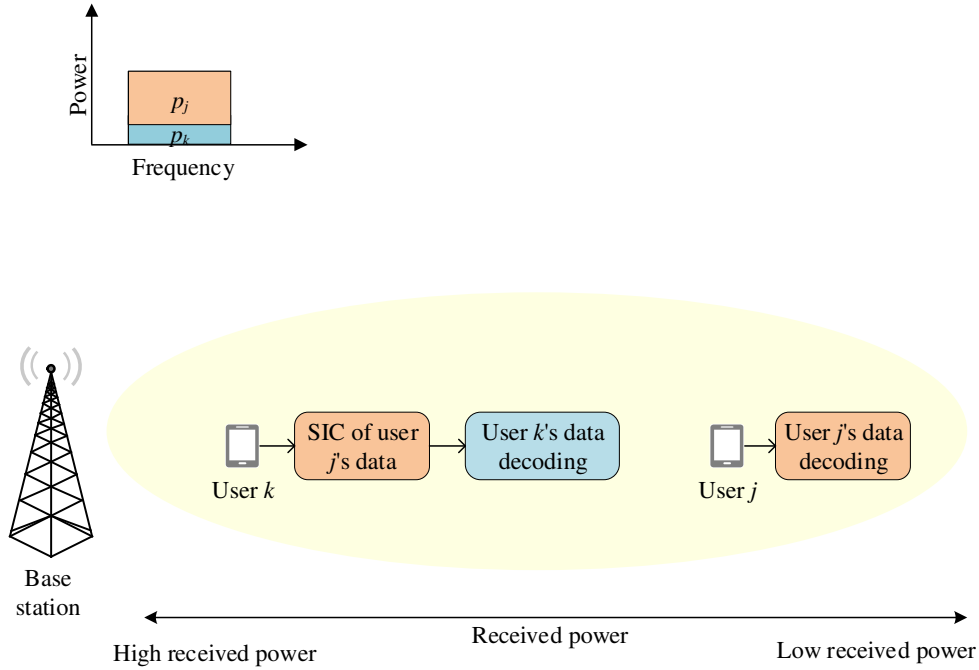 Power
p_j
p_k
Frequency
SIC of user
j's data
User k's data
decoding
User j's data
decoding
User k
User j
Base
station
Received power
High received power
Low received power